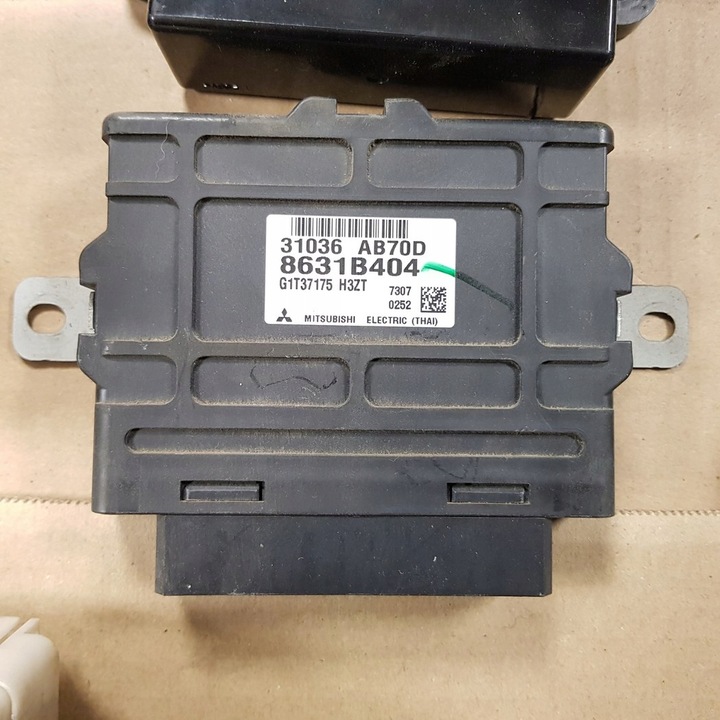 31036 AB70D
8631B404
G1T37175 H3ZT 7307
0252
MITSUBISHI ELECTRIC (THAI)